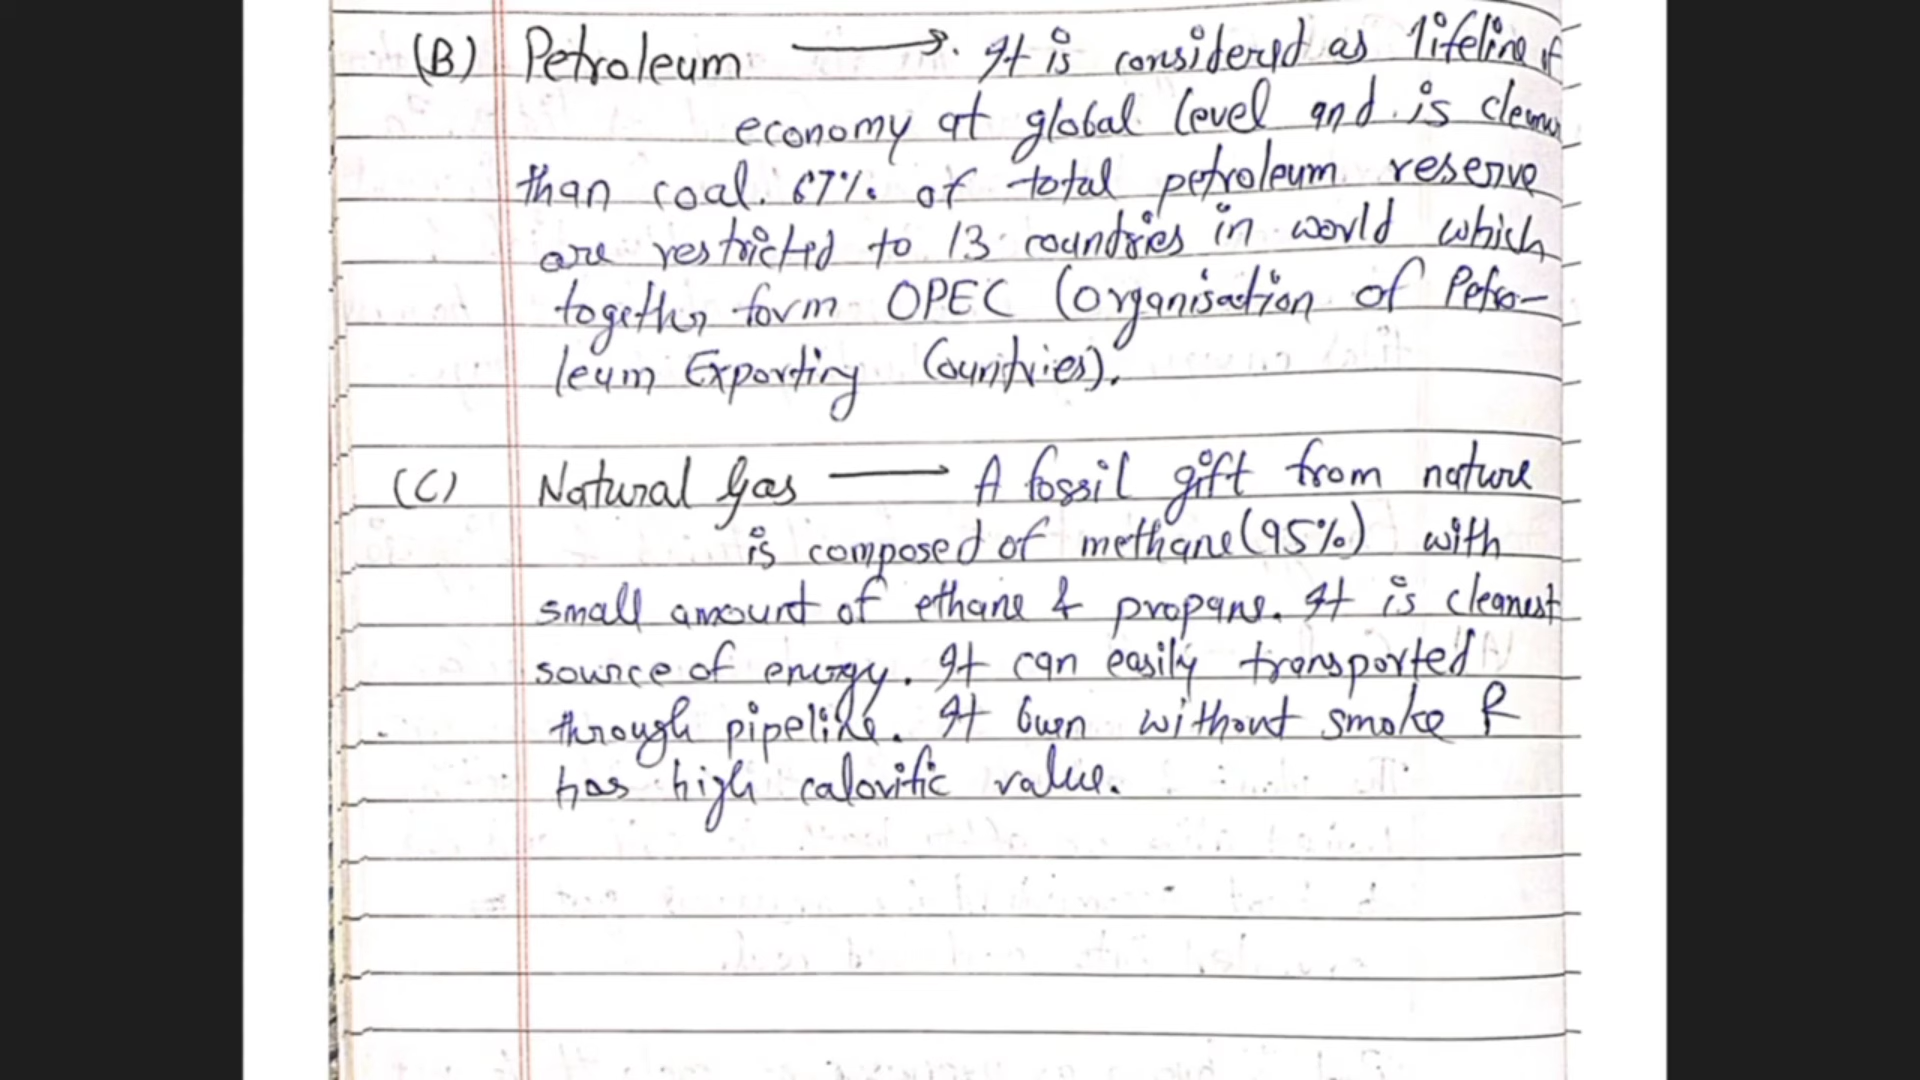 (B) Petroleum → It is considered as lifeline of
economy at global level and is cleaner
than coal. 67% of total petroleum reserve
are restricted to 13 countries in world which
together form OPEC (Organisation of Petro-
leum Exporting Countries).
(C) Natural Gas → A fossil gift from nature
is composed of methane (95%) with
small amount of ethane & propane. It is cleanest
source of energy. It can easily transported
through pipeline. It burn without smoke &
has high calorific value.